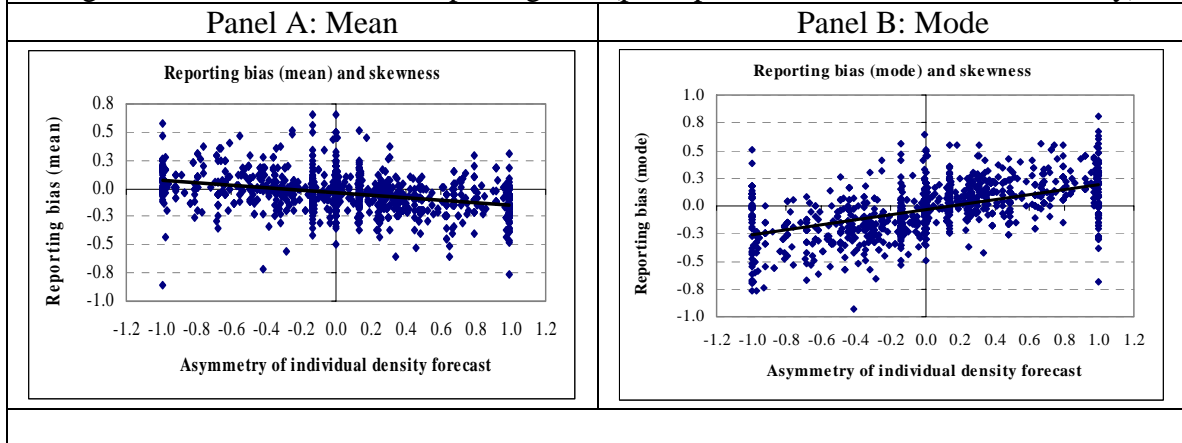 Panel A: Mean
Panel B: Mode
Reporting bias (mean) and skewness
Reporting bias (mean)
0.8
0.5
0.3
0.0
-0.3
-0.5
-0.8
-1.0
-1.2 -1.0 -0.8 -0.6 -0.4 -0.2 0.0 0.2 0.4 0.6 0.8 1.0 1.2
Asymmetry of individual density forecast
Reporting bias (mode) and skewness
Reporting bias (mode)
1.0
0.8
0.5
0.3
0.0
-0.3
-0.5
-0.8
-1.0
-1.2 -1.0 -0.8 -0.6 -0.4 -0.2 0.0 0.2 0.4 0.6 0.8 1.0 1.2
Asymmetry of individual density forecast